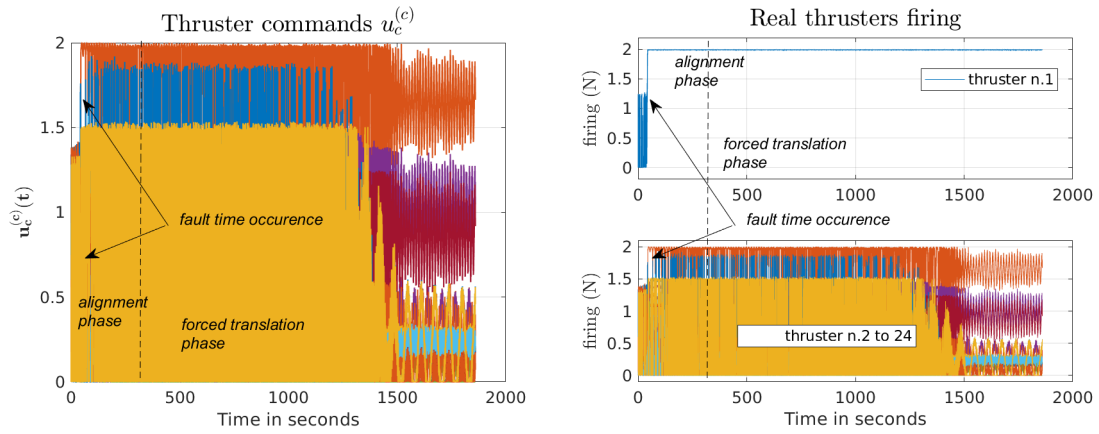 Thruster commands u_c^{(c)}
u_c^{(c)}(t)
2
1.5
1
0.5
0
fault time occurence
alignment
phase
forced translation
phase
0
500
1000
1500
2000
Time in seconds
Real thrusters firing
firing (N)
2
1.5
1
0.5
0
alignment
phase
thruster n.1
forced translation
phase
0
500
1000
1500
2000
fault time occurence
firing (N)
2
1.5
1
0.5
0
thruster n.2 to 24
0
500
1000
1500
2000
Time in seconds